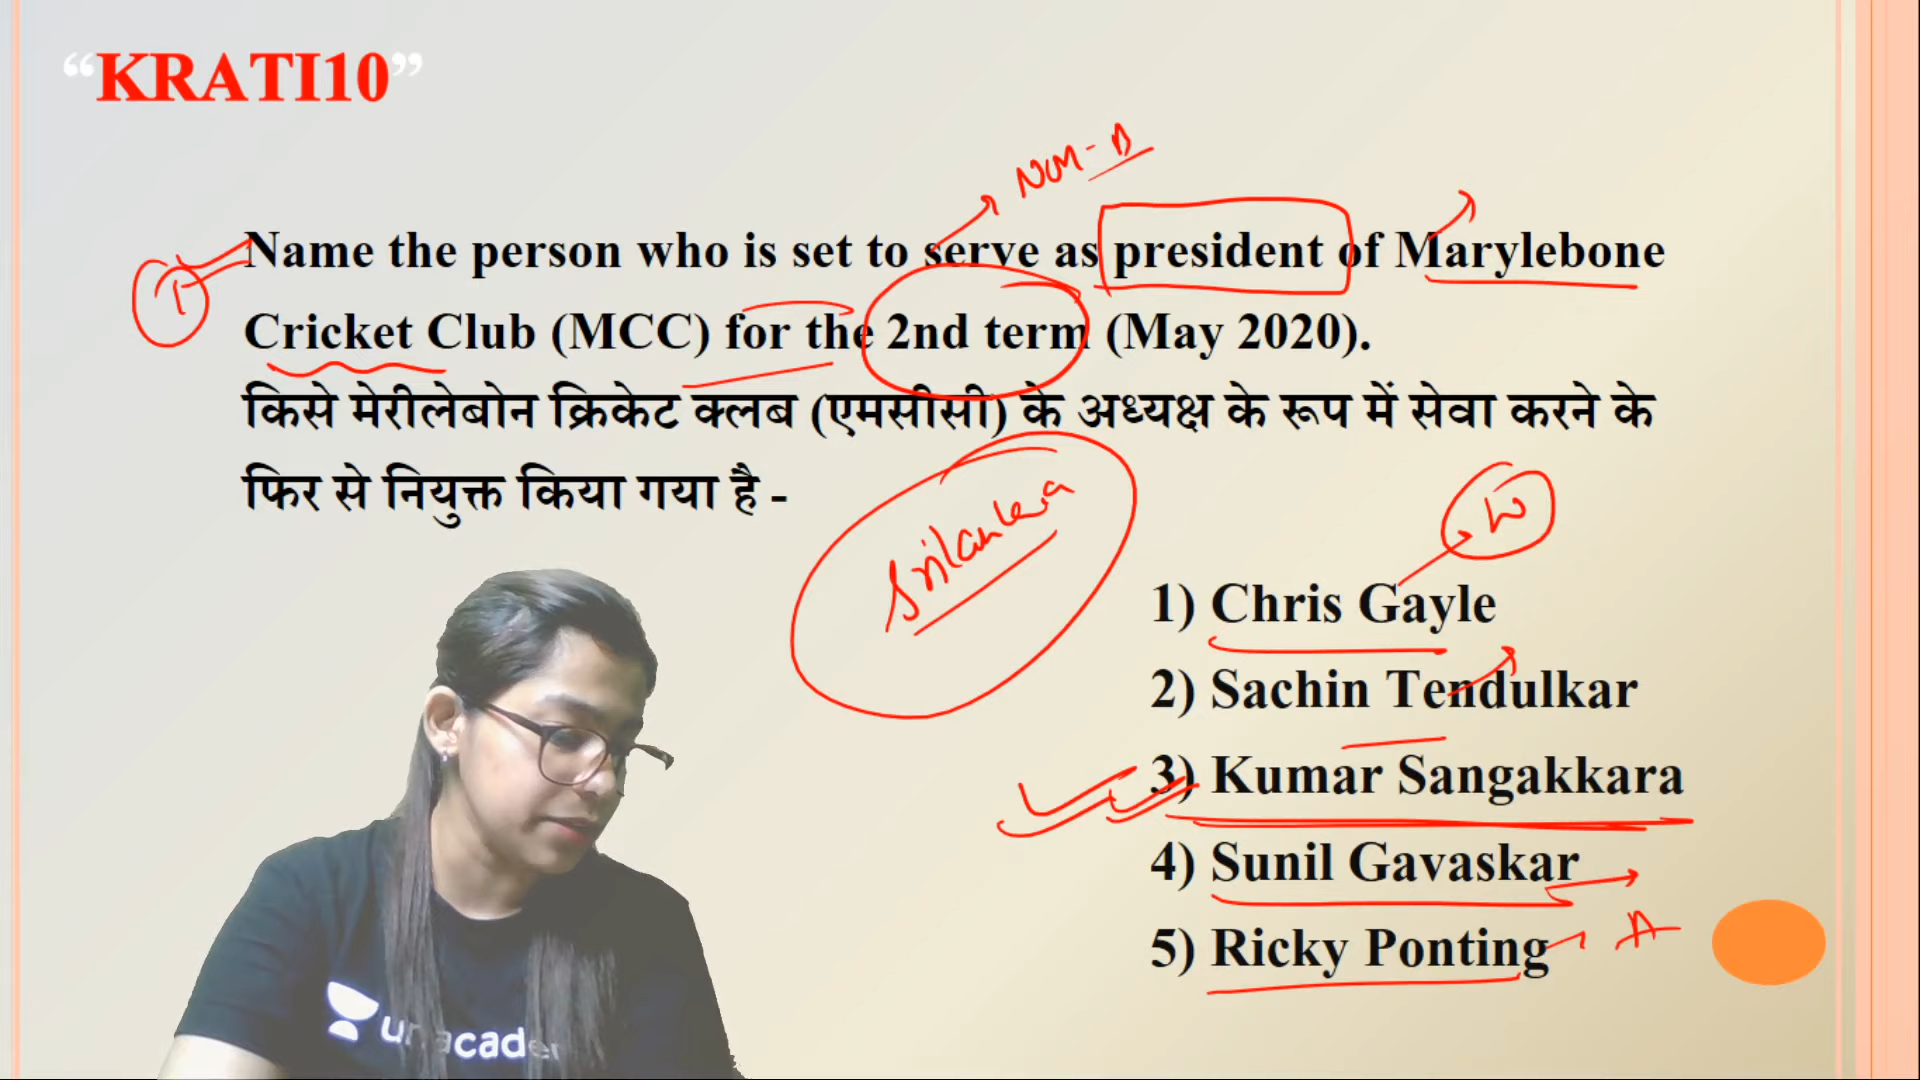 “KRATI10”
Non-B
Name the person who is set to serve as president of Marylebone
Cricket Club (MCC) for the 2nd term (May 2020).
किसे मेरीलेबोन क्रिकेट क्लब (एमसीसी) के अध्यक्ष के रूप में सेवा करने के
फिर से नियुक्त किया गया है -
Srilanka
W
1) Chris Gayle
2) Sachin Tendulkar
3) Kumar Sangakkara
4) Sunil Gavaskar
5) Ricky Ponting
A